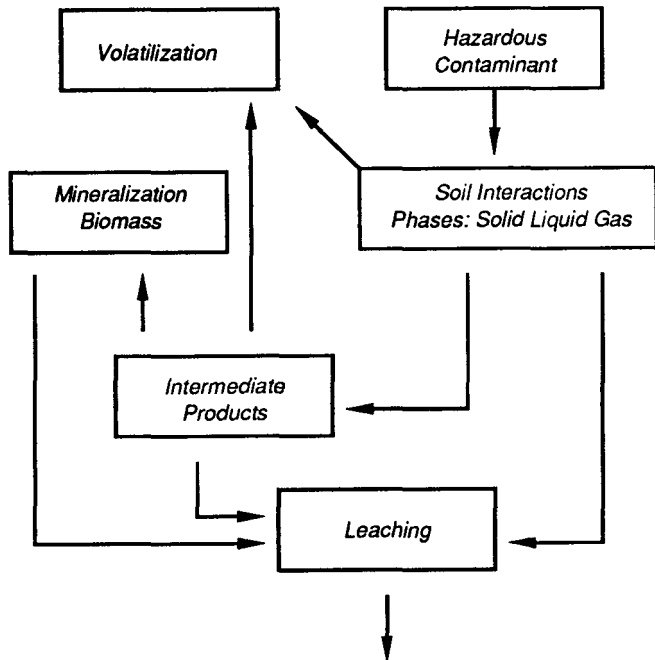 Volatilization
Hazardous
Contaminant
Mineralization
Biomass
Soil Interactions
Phases: Solid Liquid Gas
Intermediate
Products
Leaching